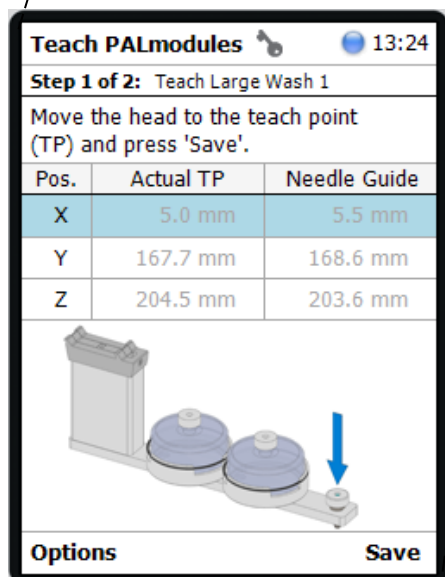 Teach PALmodules 13:24
Step 1 of 2: Teach Large Wash 1
Move the head to the teach point
(TP) and press 'Save'.
Pos. Actual TP Needle Guide
X 5.0 mm 5.5 mm
Y 167.7 mm 168.6 mm
Z 204.5 mm 203.6 mm
Options Save